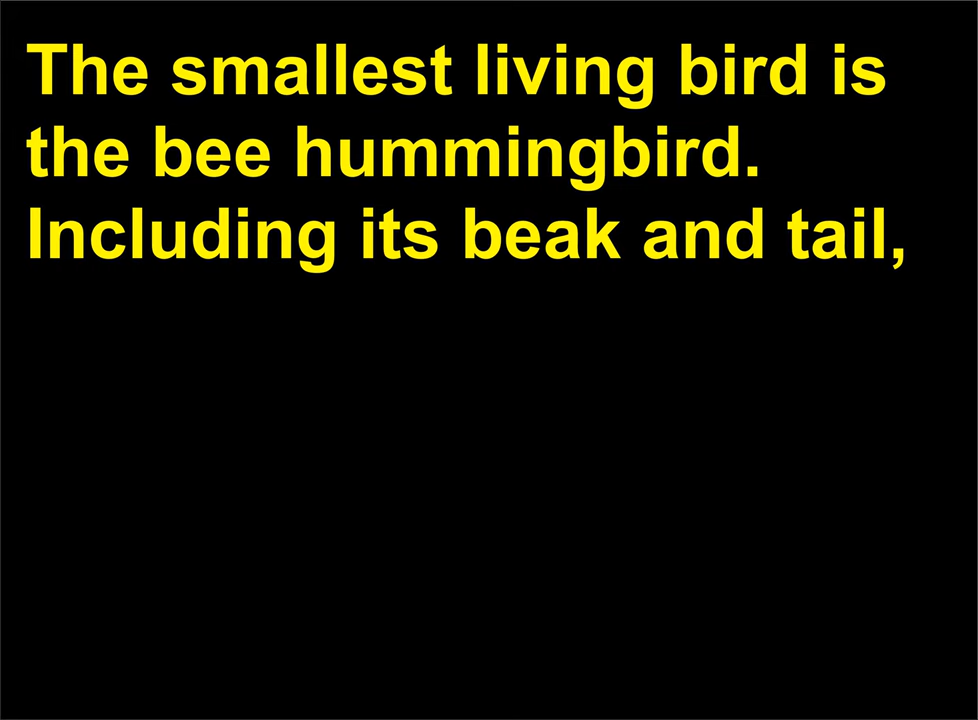 The smallest living bird is
the bee hummingbird.
Including its beak and tail,